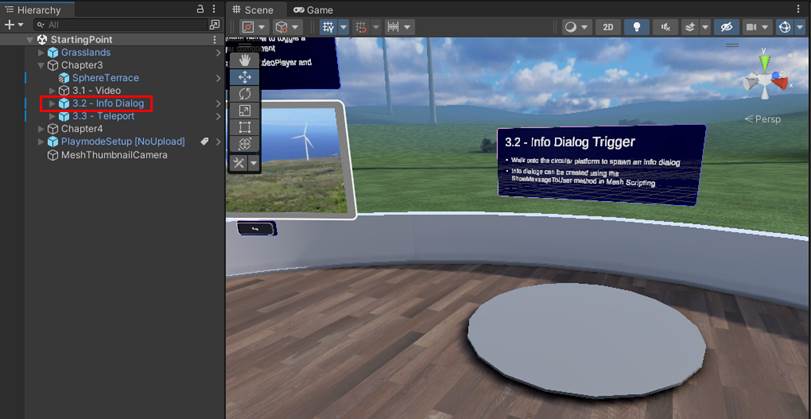 Hierarchy
All
StartingPoint
Grasslands
Chapter3
SphereTerrace
3.1 - Video
3.2 - Info Dialog
3.3 - Teleport
Chapter4
PlaymodeSetup [NoUpload]
MeshThumbnailCamera
Scene
Game
2D
y
x
Persp
to toggle a
VideoPlayer and
3.2 - Info Dialog Trigger
• Walk onto the circular platform to spawn an info dialog
• Info dialogs can be created using the
ShowMessageToUser method in Mesh Scripting